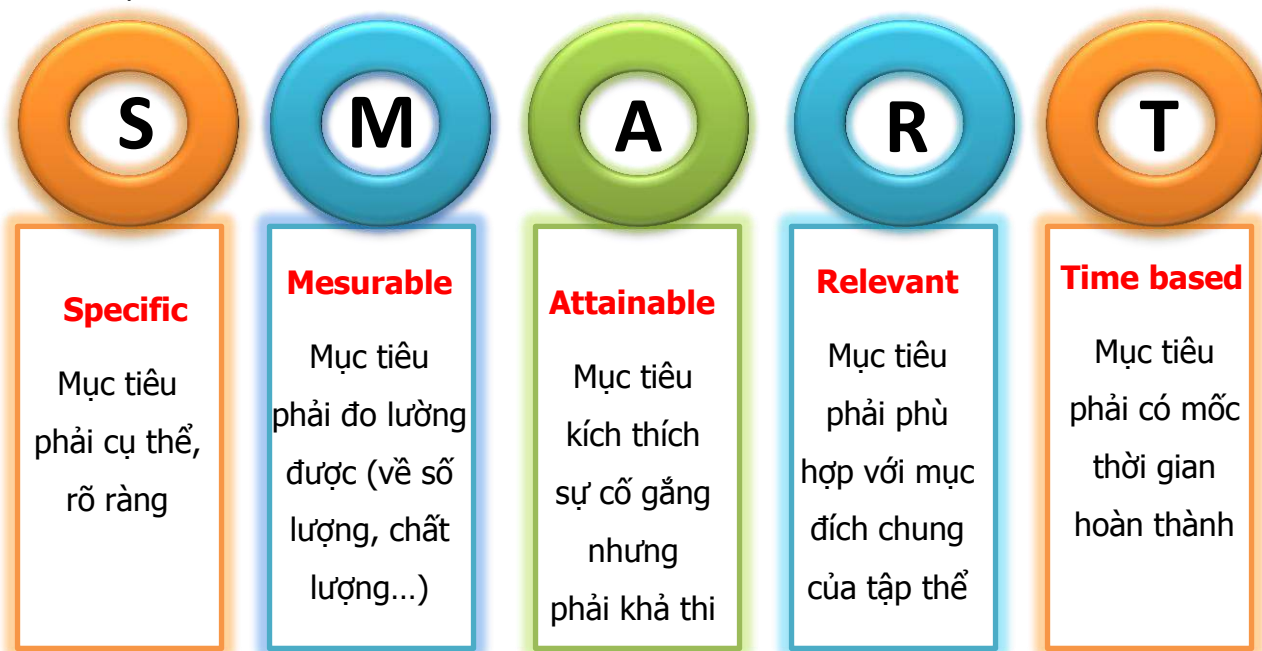 S
M
A
R
T
Specific
Mục tiêu
phải cụ thể,
rõ ràng
Mesurable
Mục tiêu
phải đo lường
được (về số
lượng, chất
lượng...)
Attainable
Mục tiêu
kích thích
sự cố gắng
nhưng
phải khả thi
Relevant
Mục tiêu
phải phù
hợp với mục
đích chung
của tập thể
Time based
Mục tiêu
phải có mốc
thời gian
hoàn thành